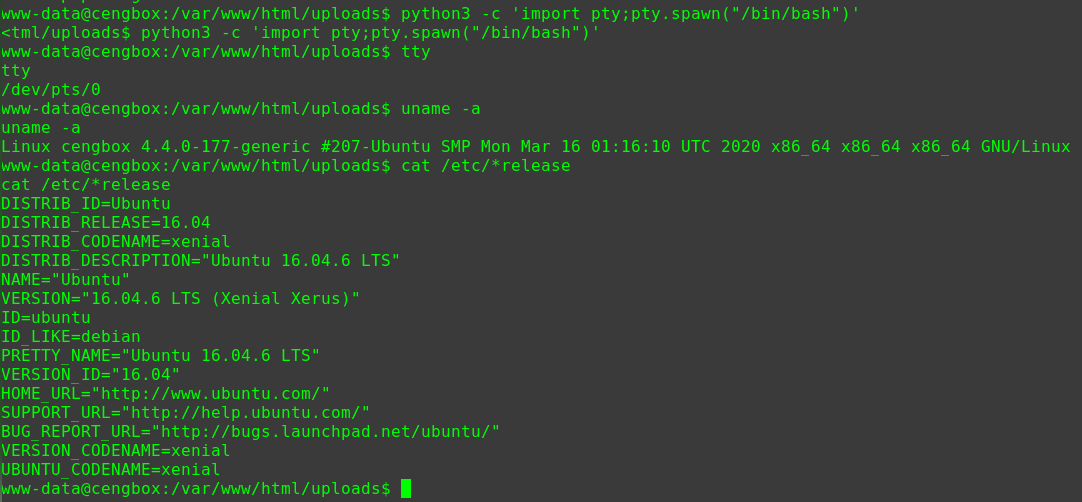 www-data@cengbox:/var/www/html/uploads$ python3 -c 'import pty;pty.spawn("/bin/bash")'
<tml/uploads$ python3 -c 'import pty;pty.spawn("/bin/bash")'
www-data@cengbox:/var/www/html/uploads$ tty
tty
/dev/pts/0
www-data@cengbox:/var/www/html/uploads$ uname -a
uname -a
Linux cengbox 4.4.0-177-generic #207-Ubuntu SMP Mon Mar 16 01:16:10 UTC 2020 x86_64 x86_64 x86_64 GNU/Linux
www-data@cengbox:/var/www/html/uploads$ cat /etc/*release
cat /etc/*release
DISTRIB_ID=Ubuntu
DISTRIB_RELEASE=16.04
DISTRIB_CODENAME=xenial
DISTRIB_DESCRIPTION="Ubuntu 16.04.6 LTS"
NAME="Ubuntu"
VERSION="16.04.6 LTS (Xenial Xerus)"
ID=ubuntu
ID_LIKE=debian
PRETTY_NAME="Ubuntu 16.04.6 LTS"
VERSION_ID="16.04"
HOME_URL="http://www.ubuntu.com/"
SUPPORT_URL="http://help.ubuntu.com/"
BUG_REPORT_URL="http://bugs.launchpad.net/ubuntu/"
VERSION_CODENAME=xenial
UBUNTU_CODENAME=xenial
www-data@cengbox:/var/www/html/uploads$